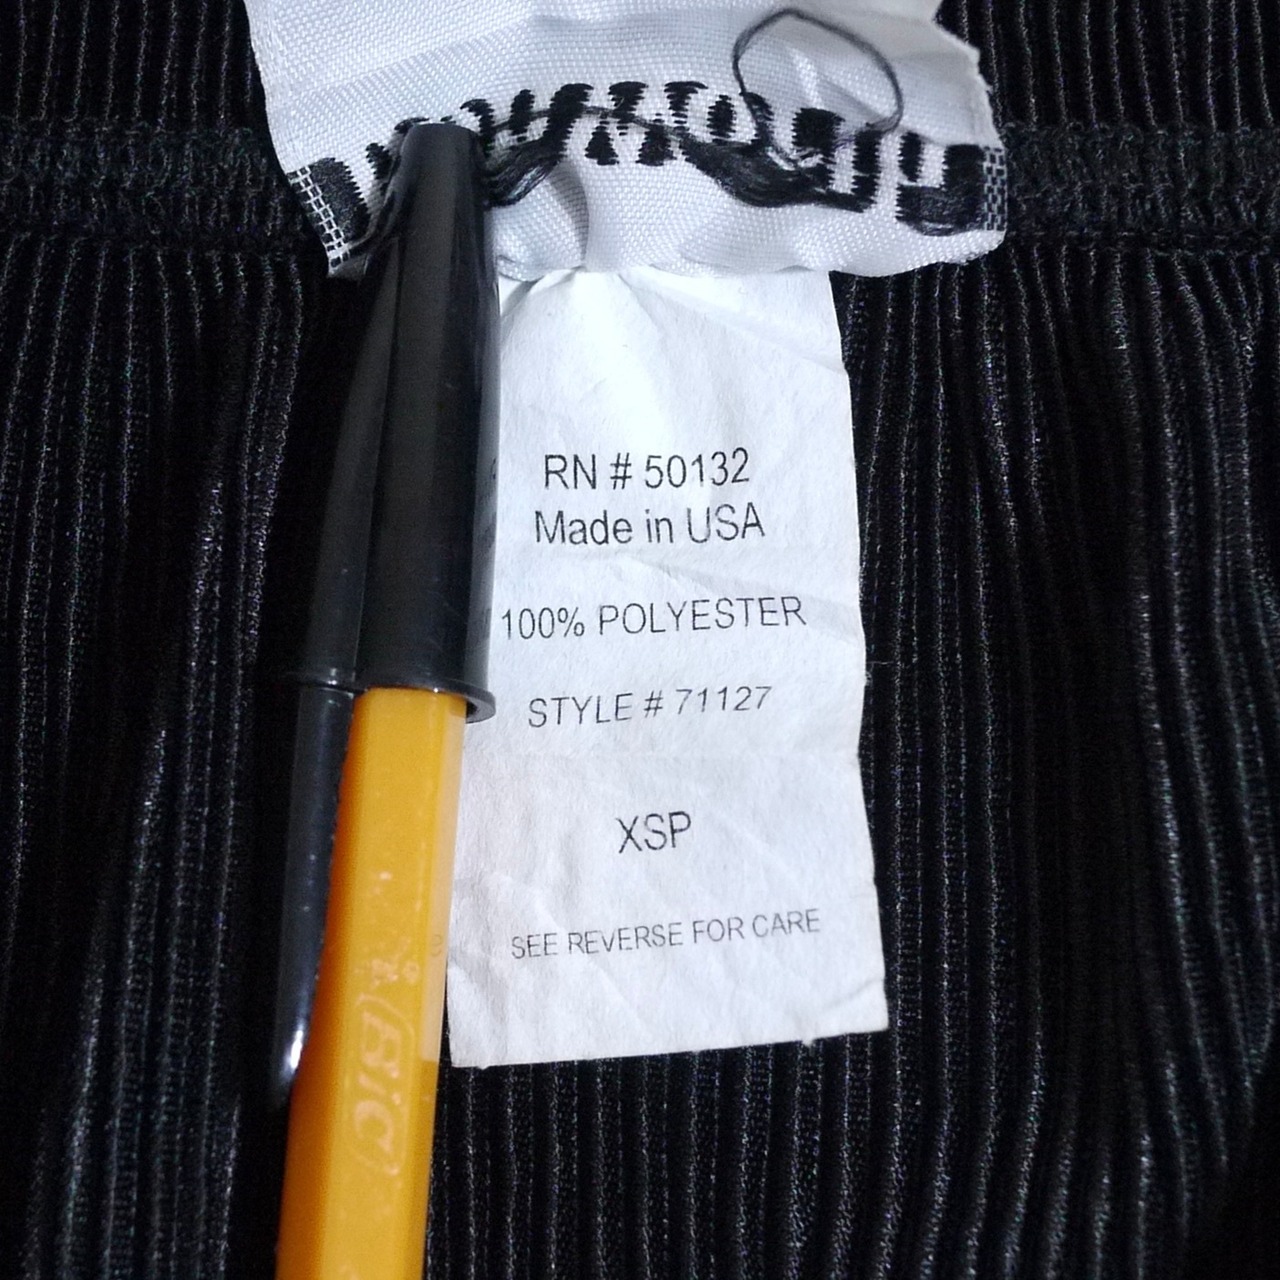 RN # 50132
Made in USA
100% POLYESTER
STYLE # 71127
XSP
SEE REVERSE FOR CARE
BIC